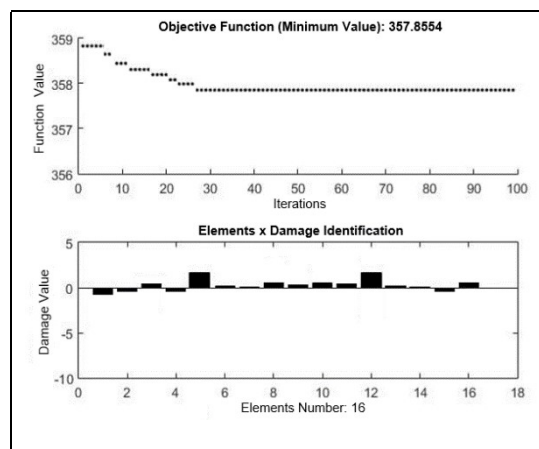 Objective Function (Minimum Value): 357.8554
359
358
357
356
Function Value
0 10 20 30 40 50 60 70 80 90 100
Iterations
Elements x Damage Identification
5
0
-5
-10
Damage Value
0 2 4 6 8 10 12 14 16 18
Elements Number: 16